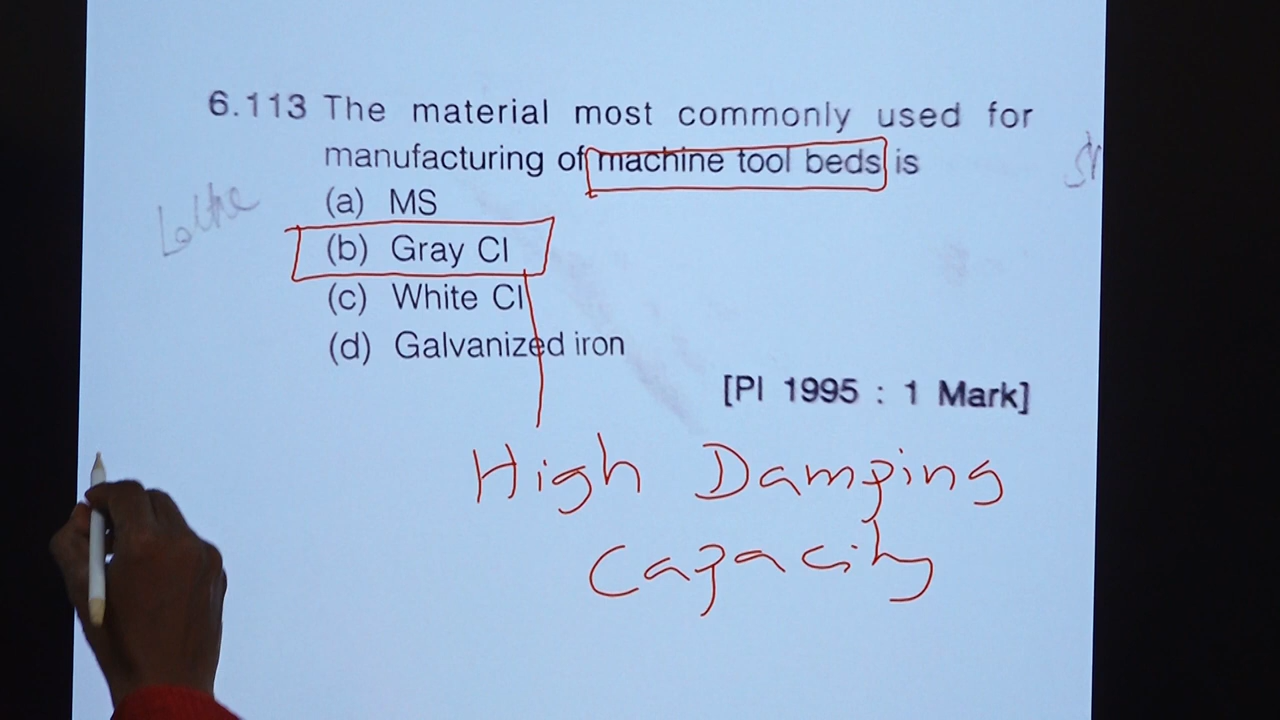 6.113 The material most commonly used for
manufacturing of machine tool beds is
Lathe
(a) MS
(b) Gray CI
(c) White CI
(d) Galvanized iron
[PI 1995 : 1 Mark]
High Damping
Capacity